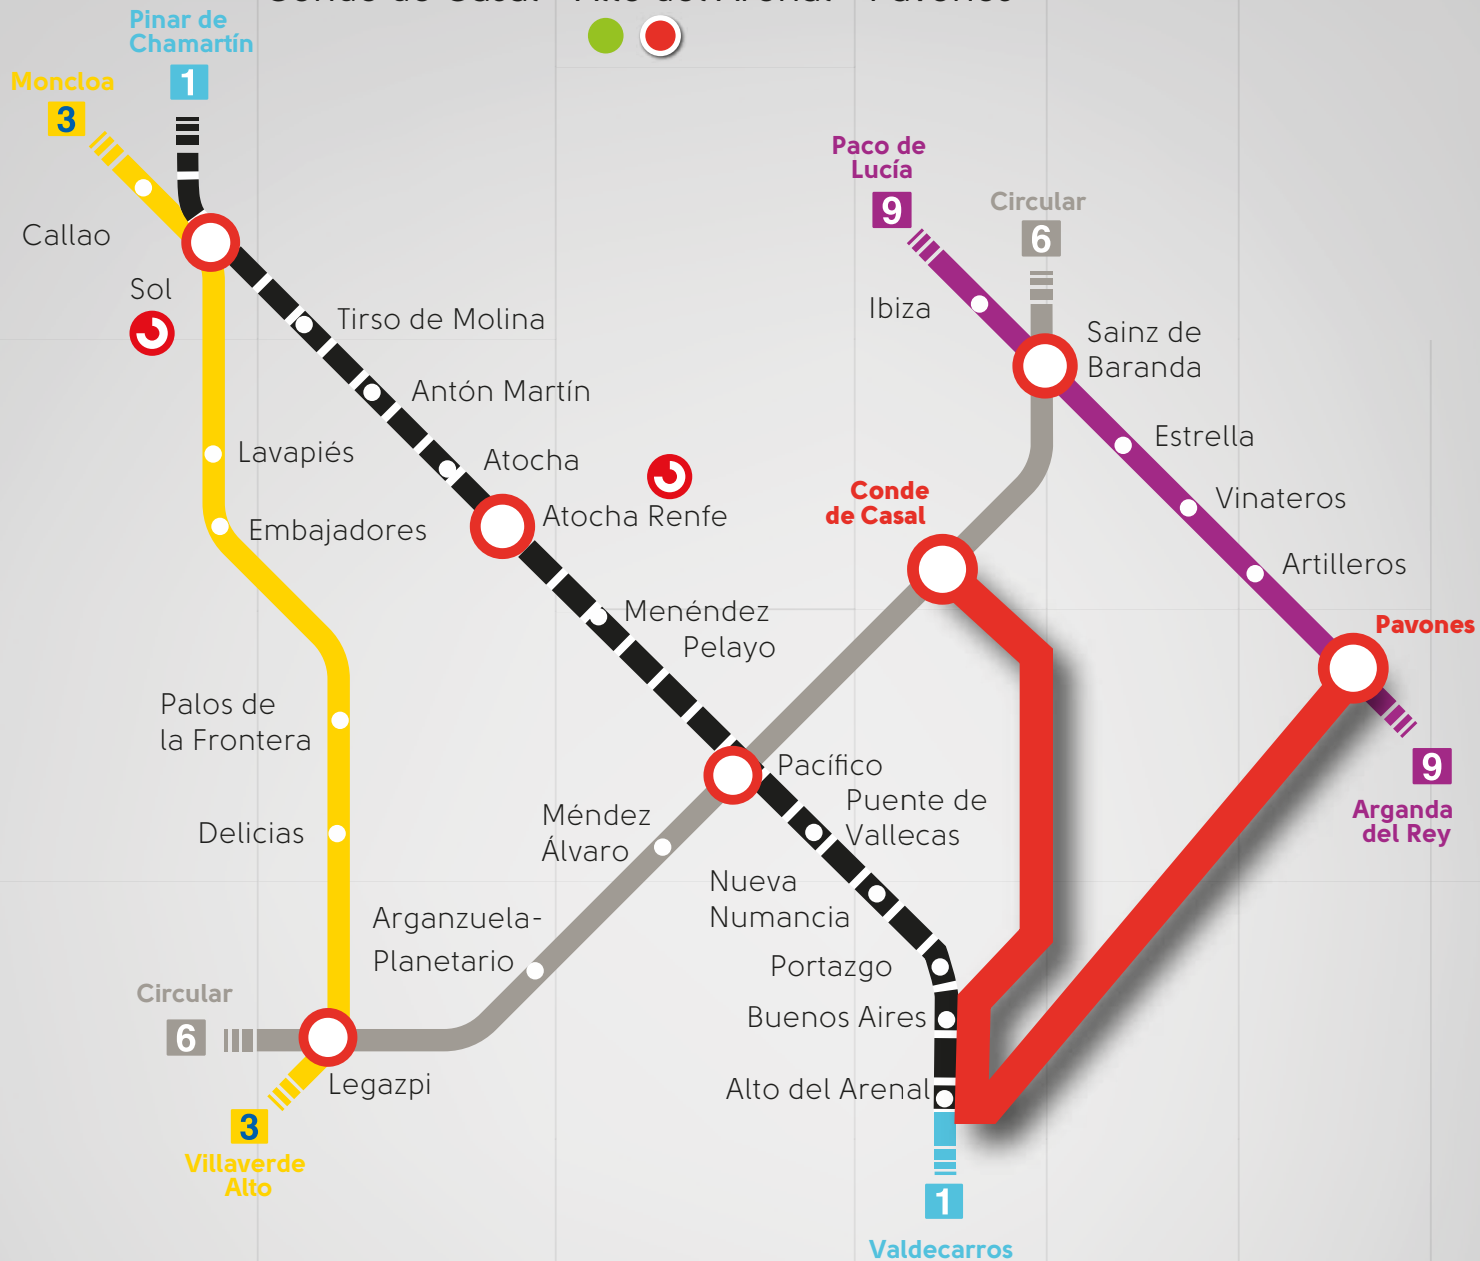 Pinar de
Chamartín
1
Moncloa
3
Paco de
Lucía
9
Circular
6
Callao
Sol
Tirso de Molina
Ibiza
Sainz de
Baranda
Antón Martín
Estrella
Lavapiés
Atocha
Conde
de Casal
Vinateros
Embajadores
Atocha Renfe
Artilleros
Menéndez
Pelayo
Pavones
Palos de
la Frontera
Pacífico
9
Arganda
del Rey
Delicias
Méndez
Álvaro
Puente de
Vallecas
Nueva
Numancia
Arganzuela-
Planetario
Portazgo
Circular
6
Buenos Aires
Legazpi
Alto del Arenal
3
Villaverde
Alto
1
Valdecarros